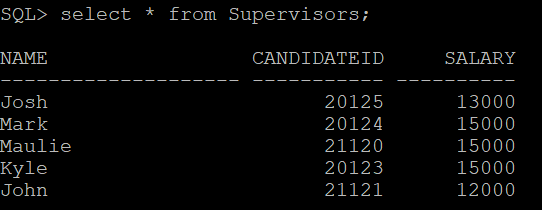 SQL> select * from Supervisors;
NAME                 CANDIDATEID     SALARY
-------------------- ----------- ----------
Josh                       20125      13000
Mark                       20124      15000
Maulie                     21120      15000
Kyle                       20123      15000
John                       21121      12000